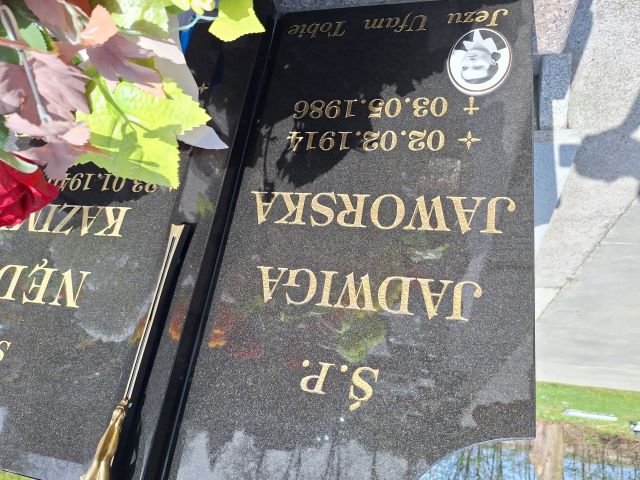 Ś.P.
JADWIGA
JAWORSKA
02.02.1914
✝ 03.05.1986
Jezu Ufam Tobie